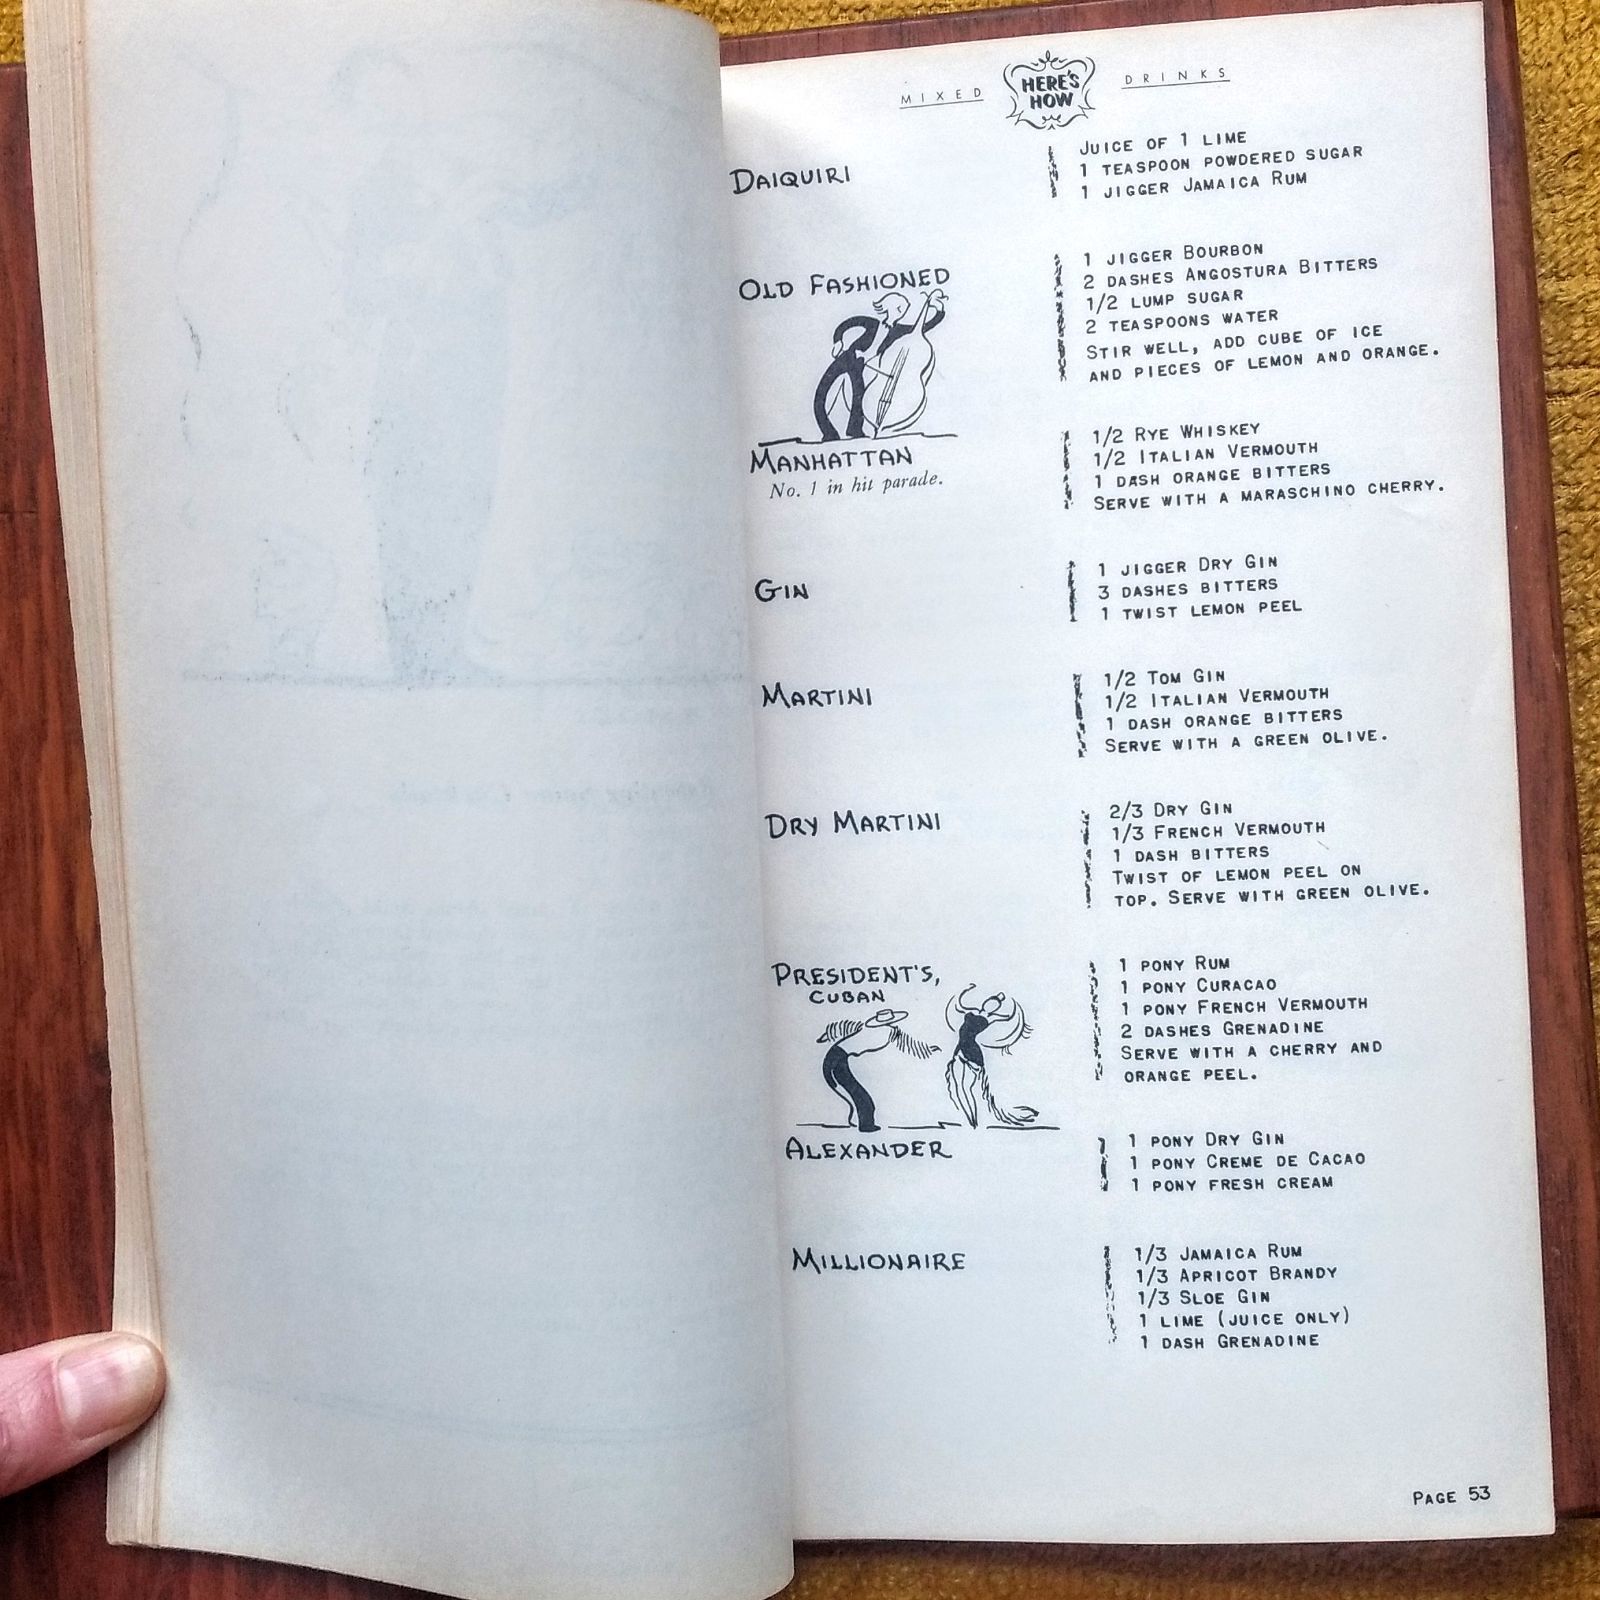 MIXED HERE'S HOW DRINKS
DAIQUIRI
JUICE OF 1 LIME
1 TEASPOON POWDERED SUGAR
1 JIGGER JAMAICA RUM
OLD FASHIONED
1 JIGGER BOURBON
2 DASHES ANGOSTURA BITTERS
1/2 LUMP SUGAR
2 TEASPOONS WATER
STIR WELL, ADD CUBE OF ICE
AND PIECES OF LEMON AND ORANGE.
MANHATTAN
No. 1 in hit parade.
1/2 RYE WHISKEY
1/2 ITALIAN VERMOUTH
1 DASH ORANGE BITTERS
SERVE WITH A MARASCHINO CHERRY.
GIN
1 JIGGER DRY GIN
3 DASHES BITTERS
1 TWIST LEMON PEEL
MARTINI
1/2 TOM GIN
1/2 ITALIAN VERMOUTH
1 DASH ORANGE BITTERS
SERVE WITH A GREEN OLIVE.
DRY MARTINI
2/3 DRY GIN
1/3 FRENCH VERMOUTH
1 DASH BITTERS
TWIST OF LEMON PEEL ON
TOP. SERVE WITH GREEN OLIVE.
PRESIDENT'S,
CUBAN
1 PONY RUM
1 PONY CURACAO
1 PONY FRENCH VERMOUTH
2 DASHES GRENADINE
SERVE WITH A CHERRY AND
ORANGE PEEL.
ALEXANDER
1 PONY DRY GIN
1 PONY CREME DE CACAO
1 PONY FRESH CREAM
MILLIONAIRE
1/3 JAMAICA RUM
1/3 APRICOT BRANDY
1/3 SLOE GIN
1 LIME (JUICE ONLY)
1 DASH GRENADINE
PAGE 53